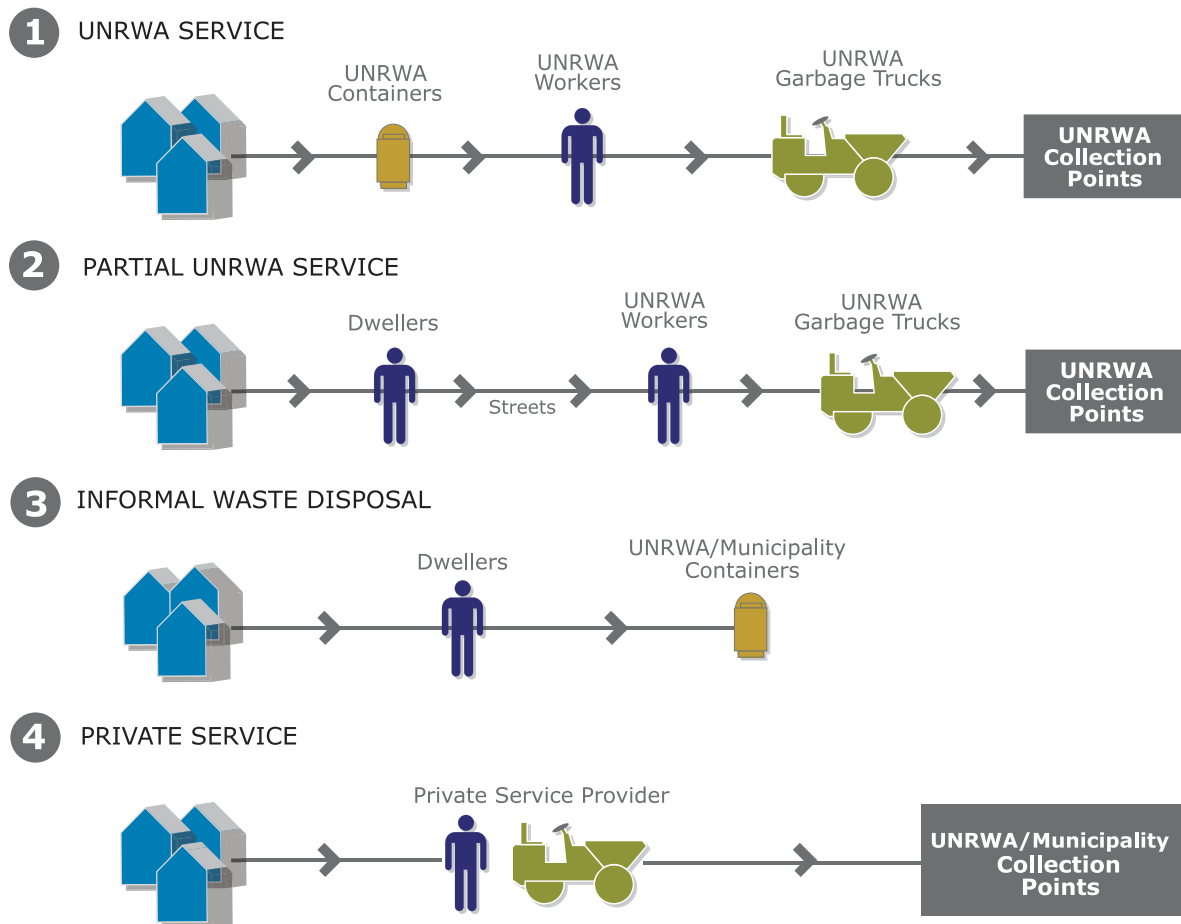 1 UNRWA SERVICE
UNRWA
Containers
UNRWA
Workers
UNRWA
Garbage Trucks
UNRWA
Collection
Points
2 PARTIAL UNRWA SERVICE
Dwellers
Streets
UNRWA
Workers
UNRWA
Garbage Trucks
UNRWA
Collection
Points
3 INFORMAL WASTE DISPOSAL
Dwellers
UNRWA/Municipality
Containers
4 PRIVATE SERVICE
Private Service Provider
UNRWA/Municipality
Collection
Points